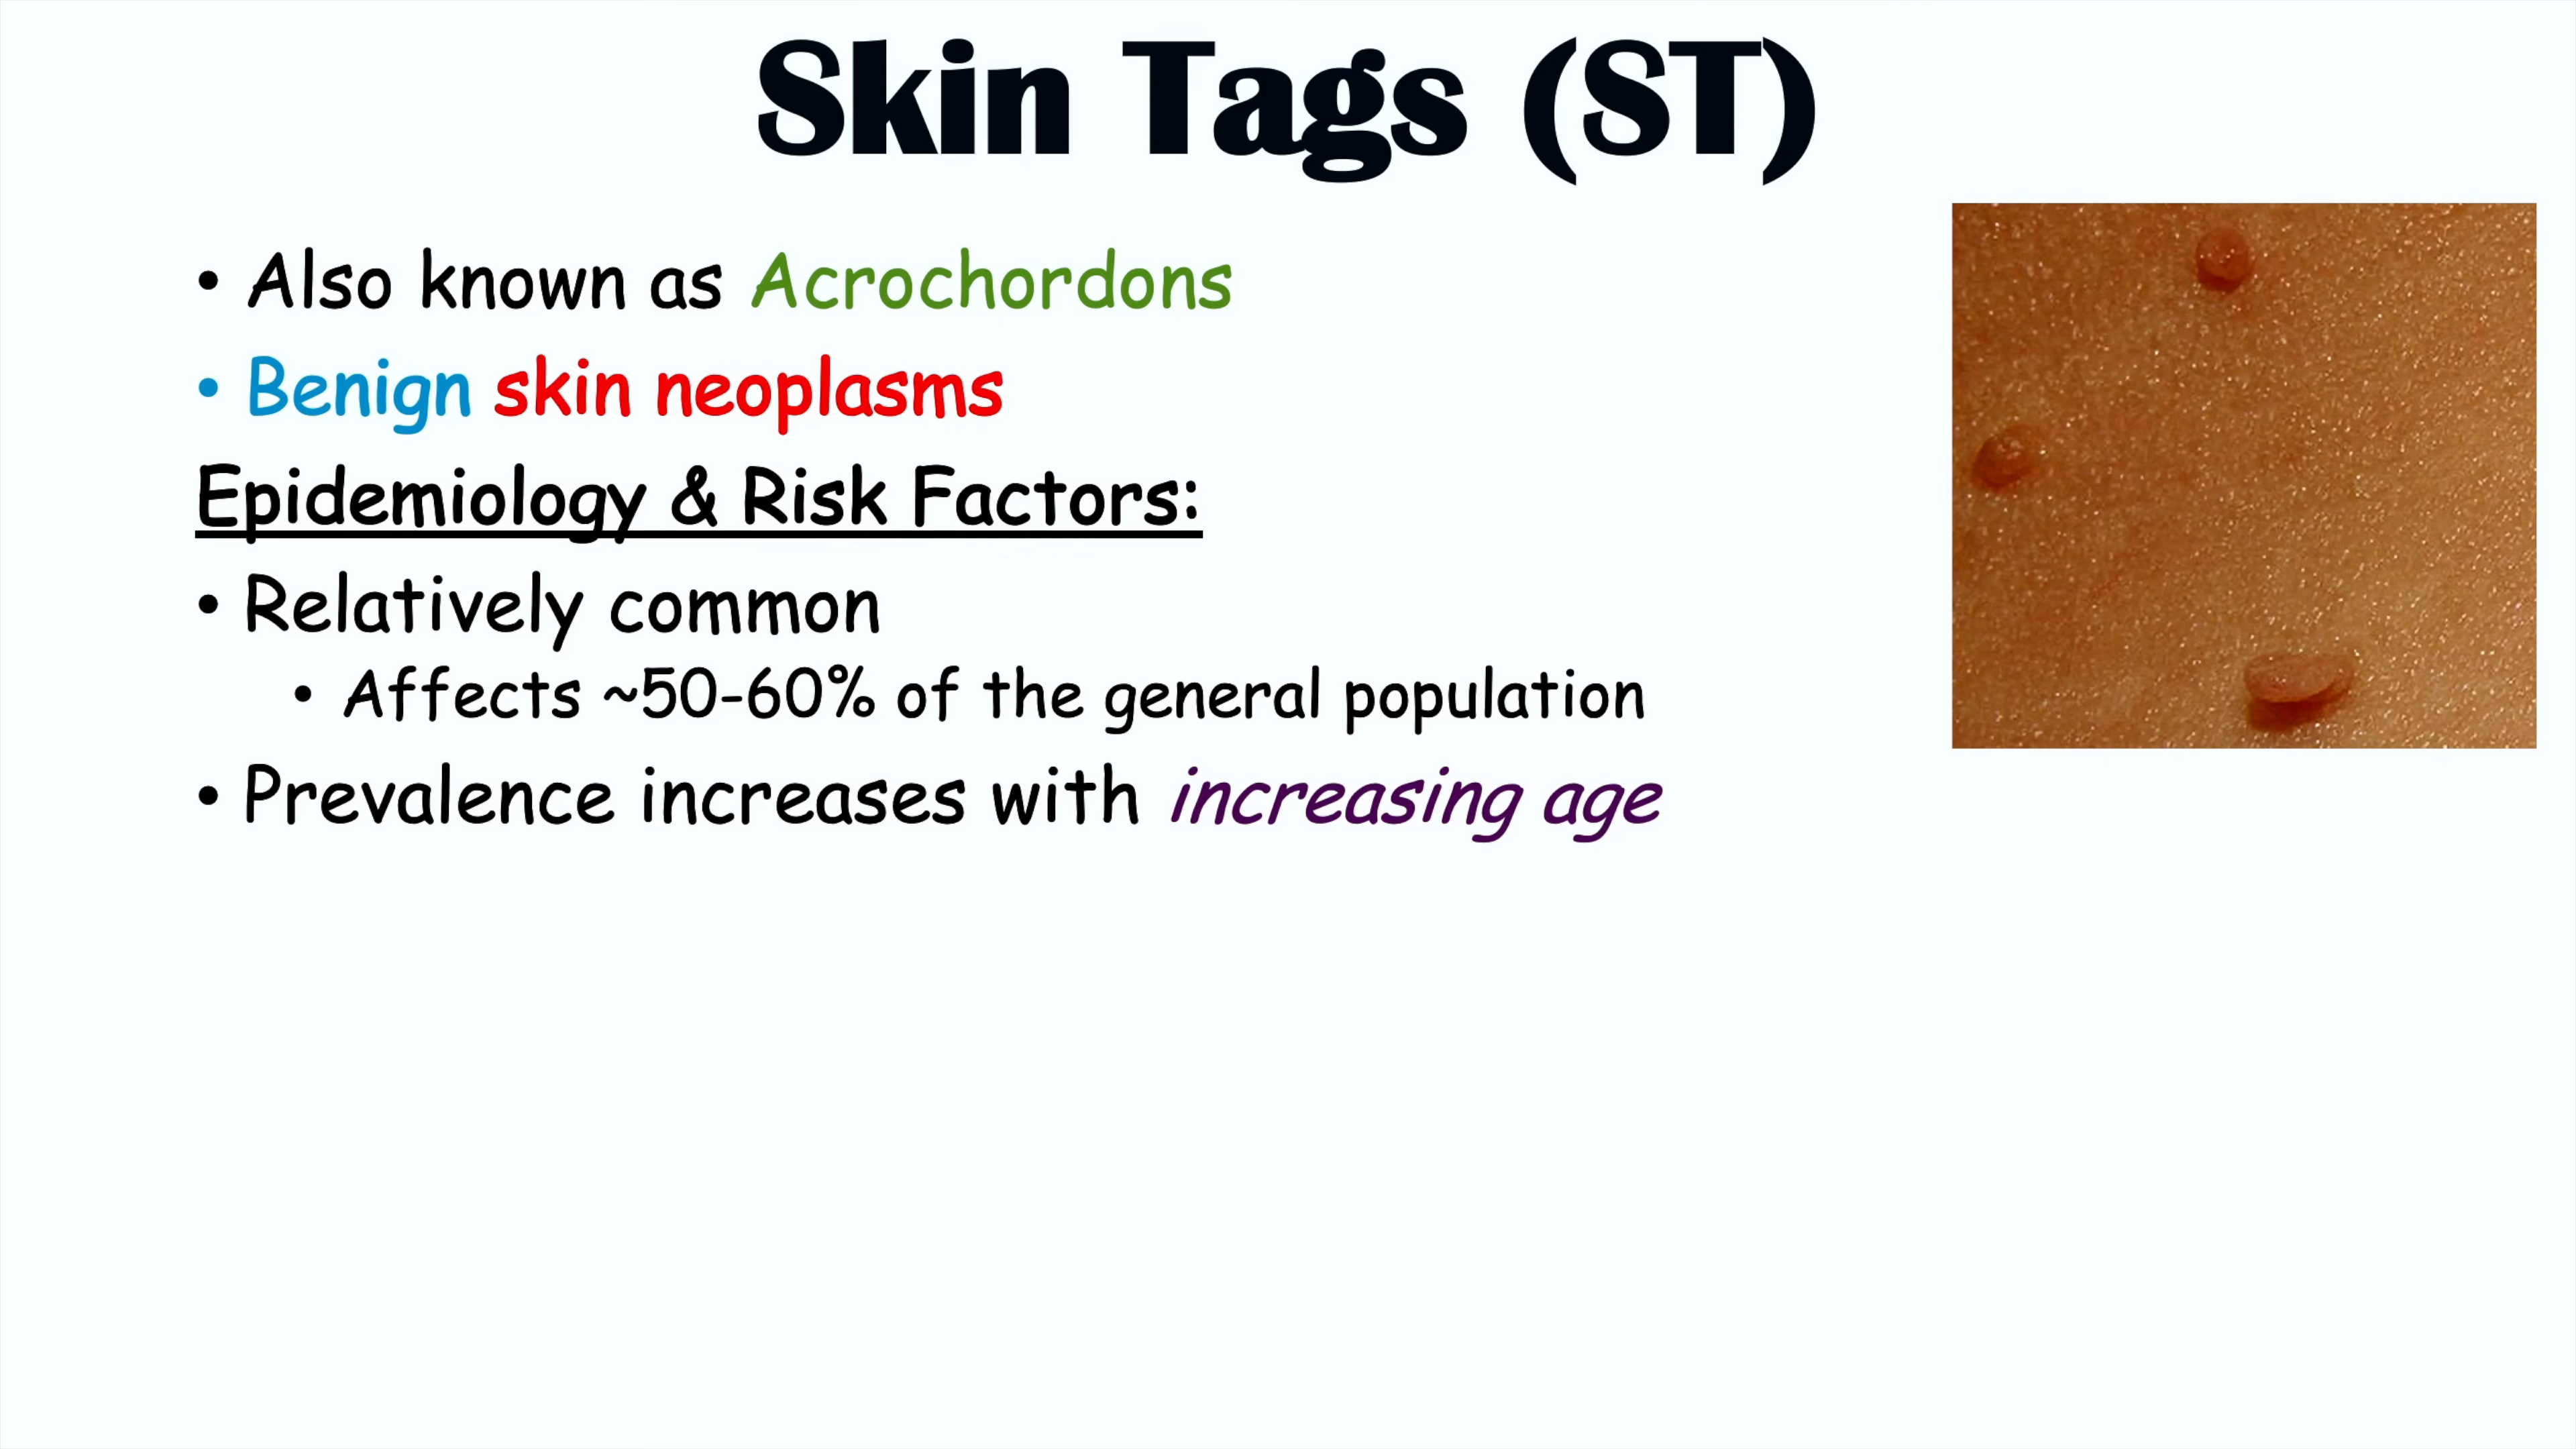 Skin Tags (ST)
• Also known as Acrochordons
• Benign skin neoplasms
Epidemiology & Risk Factors:
• Relatively common
• Affects ~50-60% of the general population
• Prevalence increases with increasing age